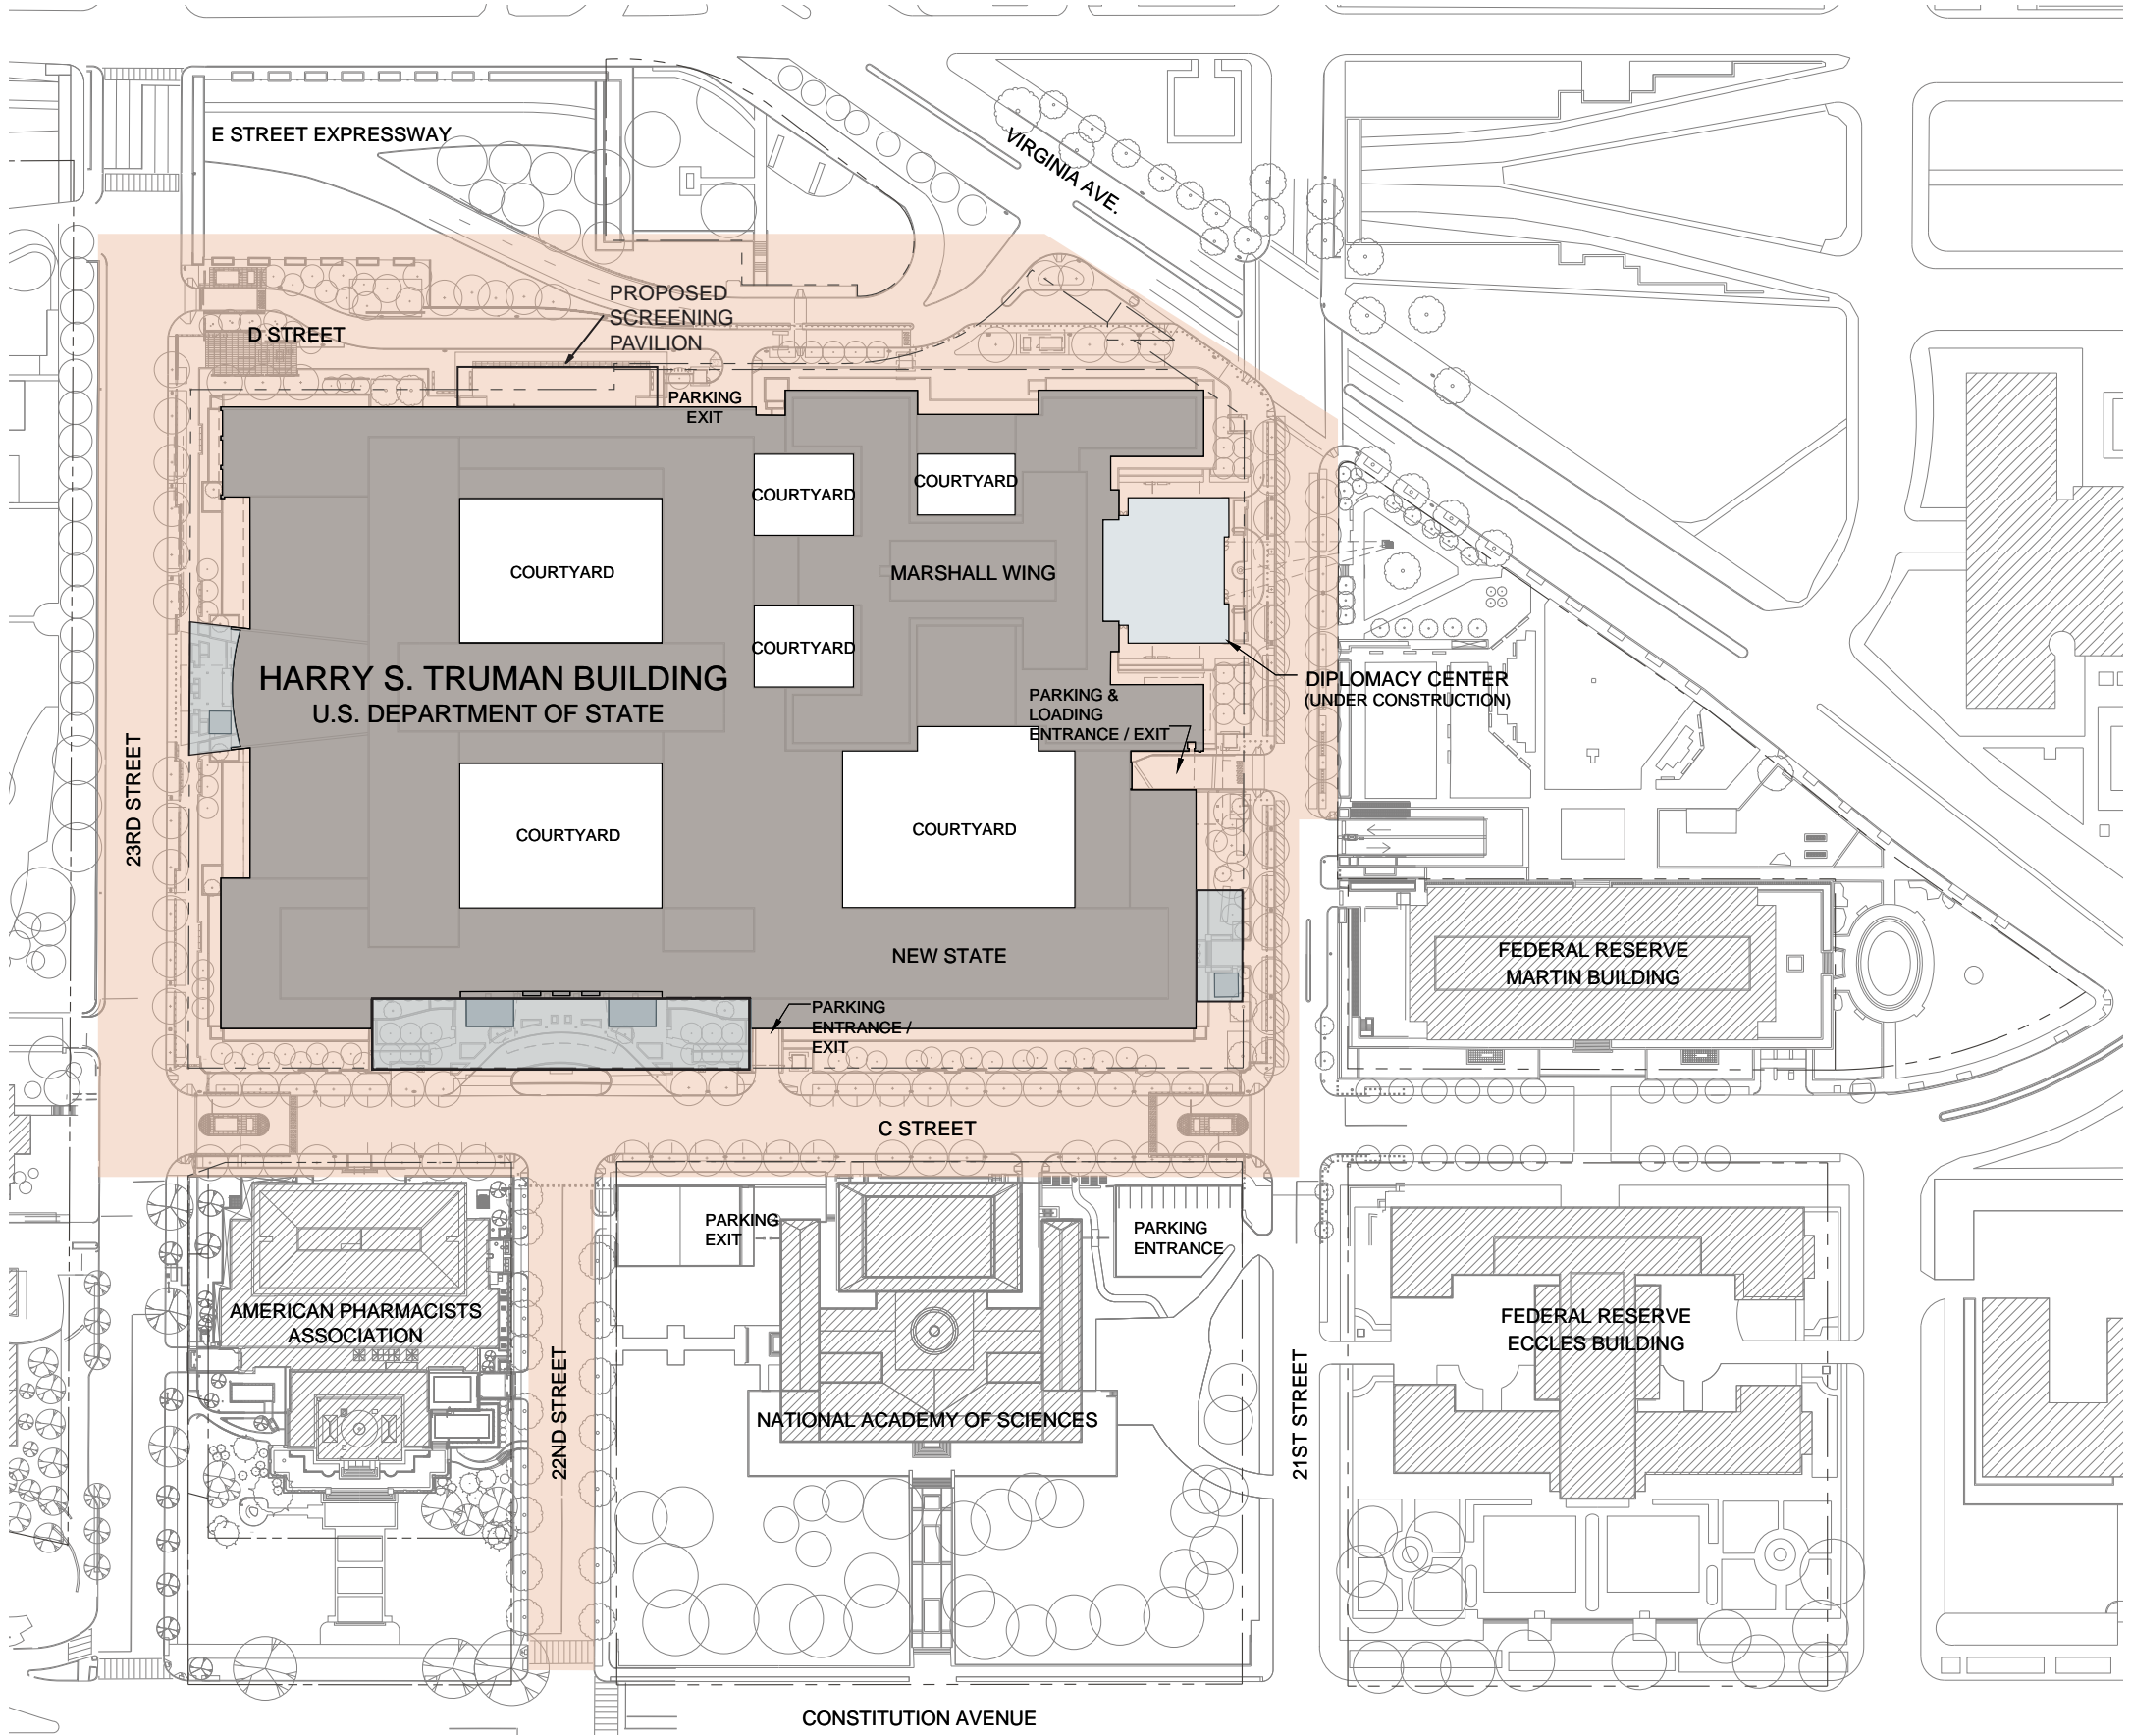 E STREET EXPRESSWAY
VIRGINIA AVE.
PROPOSED
SCREENING
PAVILION
D STREET
PARKING
EXIT
COURTYARD
COURTYARD
COURTYARD
MARSHALL WING
COURTYARD
HARRY S. TRUMAN BUILDING
U.S. DEPARTMENT OF STATE
PARKING &
LOADING
ENTRANCE / EXIT
DIPLOMACY CENTER
(UNDER CONSTRUCTION)
23RD STREET
COURTYARD
COURTYARD
NEW STATE
FEDERAL RESERVE
MARTIN BUILDING
PARKING
ENTRANCE /
EXIT
C STREET
PARKING
EXIT
PARKING
ENTRANCE
AMERICAN PHARMACISTS
ASSOCIATION
FEDERAL RESERVE
ECCLES BUILDING
22ND STREET
NATIONAL ACADEMY OF SCIENCES
21ST STREET
CONSTITUTION AVENUE